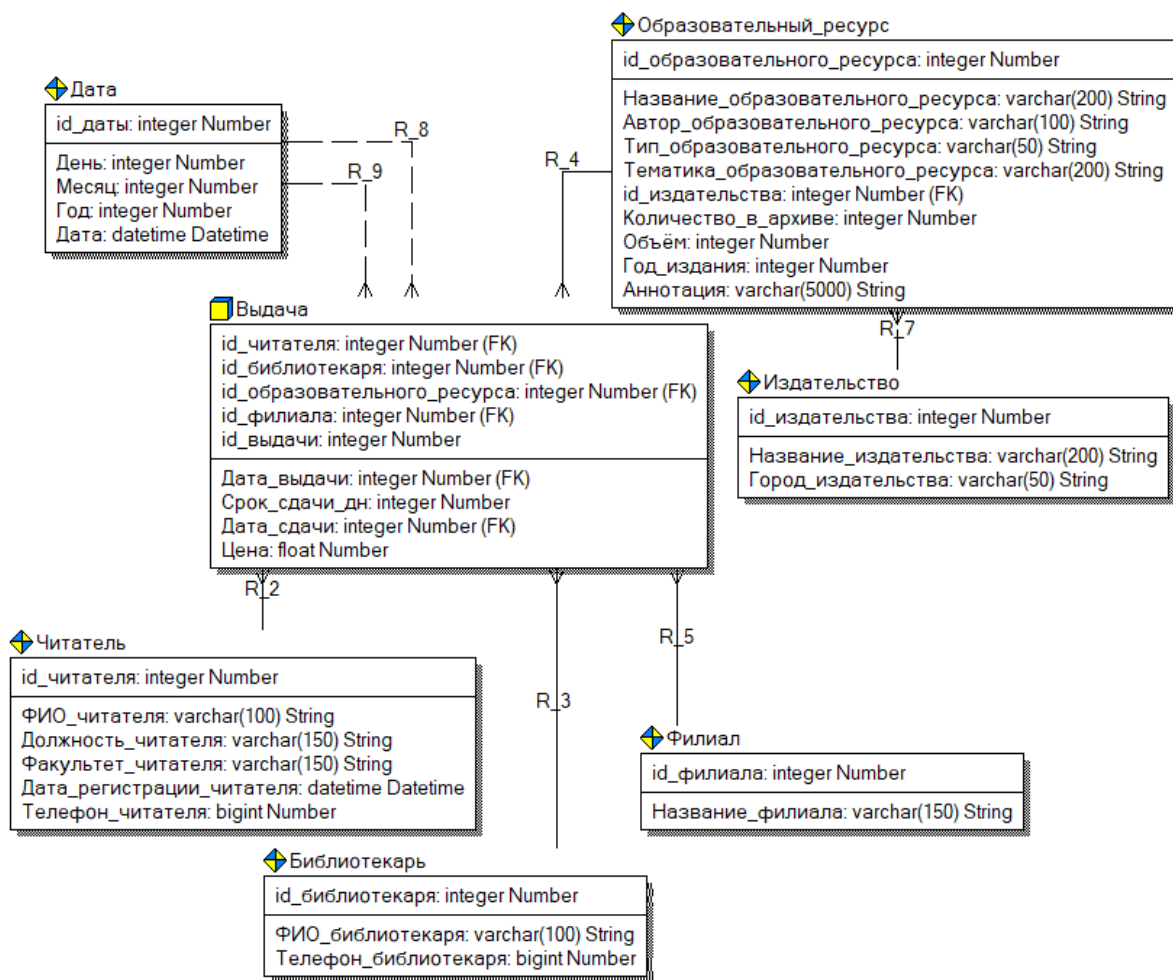 Образовательный_ресурс
id_образовательного_ресурса: integer Number
Название_образовательного_ресурса: varchar(200) String
Автор_образовательного_ресурса: varchar(100) String
Тип_образовательного_ресурса: varchar(50) String
Тематика_образовательного_ресурса: varchar(200) String
id_издательства: integer Number (FK)
Количество_в_архиве: integer Number
Объём: integer Number
Год_издания: integer Number
Аннотация: varchar(5000) String
Дата
id_даты: integer Number
День: integer Number
Месяц: integer Number
Год: integer Number
Дата: datetime Datetime
R_8
R_9
R_4
R_7
Выдача
id_читателя: integer Number (FK)
id_библиотекаря: integer Number (FK)
id_образовательного_ресурса: integer Number (FK)
id_филиала: integer Number (FK)
id_выдачи: integer Number
Дата_выдачи: integer Number (FK)
Срок_сдачи_дн: integer Number
Дата_сдачи: integer Number (FK)
Цена: float Number
Издательство
id_издательства: integer Number
Название_издательства: varchar(200) String
Город_издательства: varchar(50) String
R_2
R_5
R_3
Читатель
id_читателя: integer Number
ФИО_читателя: varchar(100) String
Должность_читателя: varchar(150) String
Факультет_читателя: varchar(150) String
Дата_регистрации_читателя: datetime Datetime
Телефон_читателя: bigint Number
Филиал
id_филиала: integer Number
Название_филиала: varchar(150) String
Библиотекарь
id_библиотекаря: integer Number
ФИО_библиотекаря: varchar(100) String
Телефон_библиотекаря: bigint Number